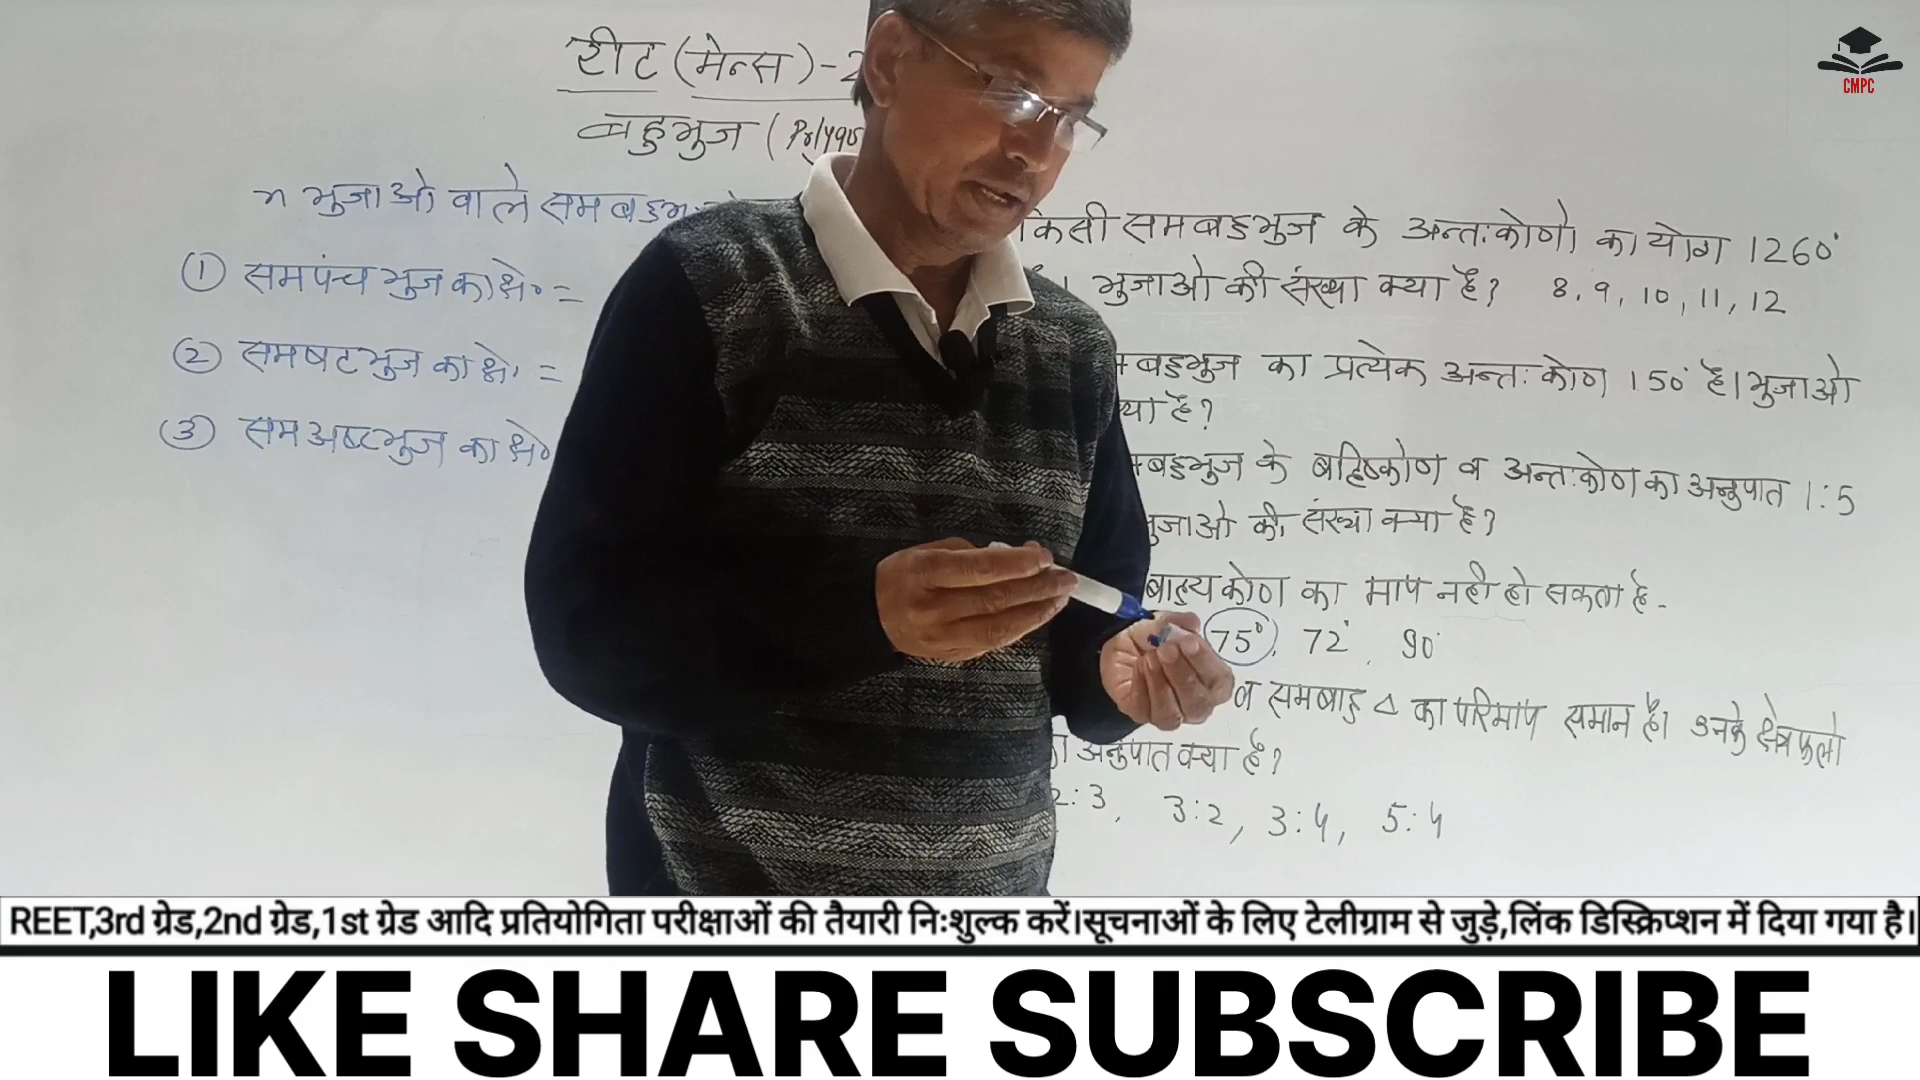 रीट (मेन्स)-2
बहुभुज (Polygo
n भुजाओ वाले समबहुभु
① समपंच भुज का क्षे॰ =
② समषटभुज का क्षे॰ =
③ सम अष्टभुज का क्षे॰
किसी समबहुभुज के अन्त:कोणो का योग 1260°
। भुजाओ की संख्या क्या है? 8, 9, 10, 11, 12
बहुभुज का प्रत्येक अन्त:कोण 150° है। भुजाओ
क्या है?
बहुभुज के बहिष्कोण व अन्त:कोण का अनुपात 1:5
भुजाओ की संख्या क्या है?
बाह्य कोण का माप नही हो सकता है-
75°, 72°, 90°
व समबाहु △ का परिमाप समान है। उनके क्षेत्रफलो
का अनुपात क्या है?
2:3, 3:2, 3:4, 5:4
CMPC
REET,3rd ग्रेड,2nd ग्रेड,1st ग्रेड आदि प्रतियोगिता परीक्षाओं की तैयारी निःशुल्क करें।सूचनाओं के लिए टेलीग्राम से जुड़े,लिंक डिस्क्रिप्शन में दिया गया है।
LIKE SHARE SUBSCRIBE